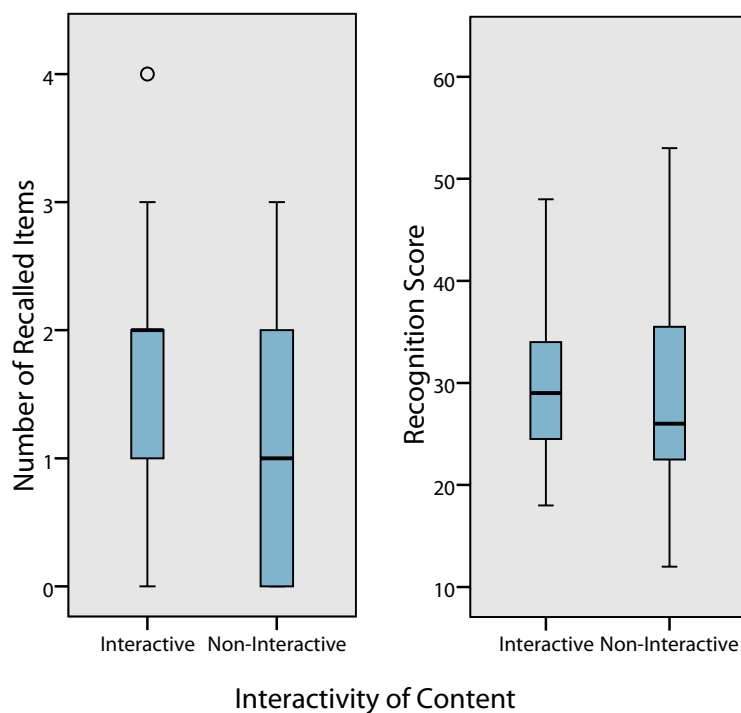 Number of Recalled Items
4
3
2
1
0
Interactive Non-Interactive
Recognition Score
60
50
40
30
20
10
Interactive Non-Interactive
Interactivity of Content